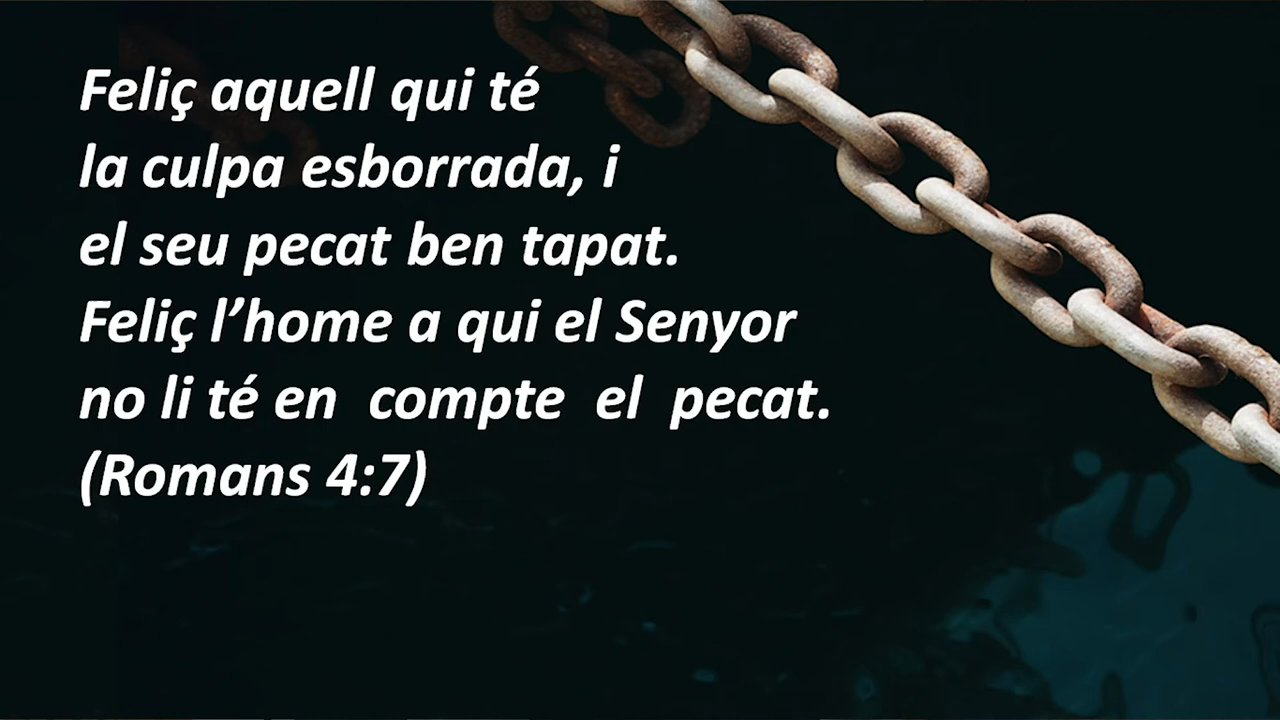 Feliç aquell qui té
la culpa esborrada, i
el seu pecat ben tapat.
Feliç l’home a qui el Senyor
no li té en  compte  el  pecat.
(Romans 4:7)